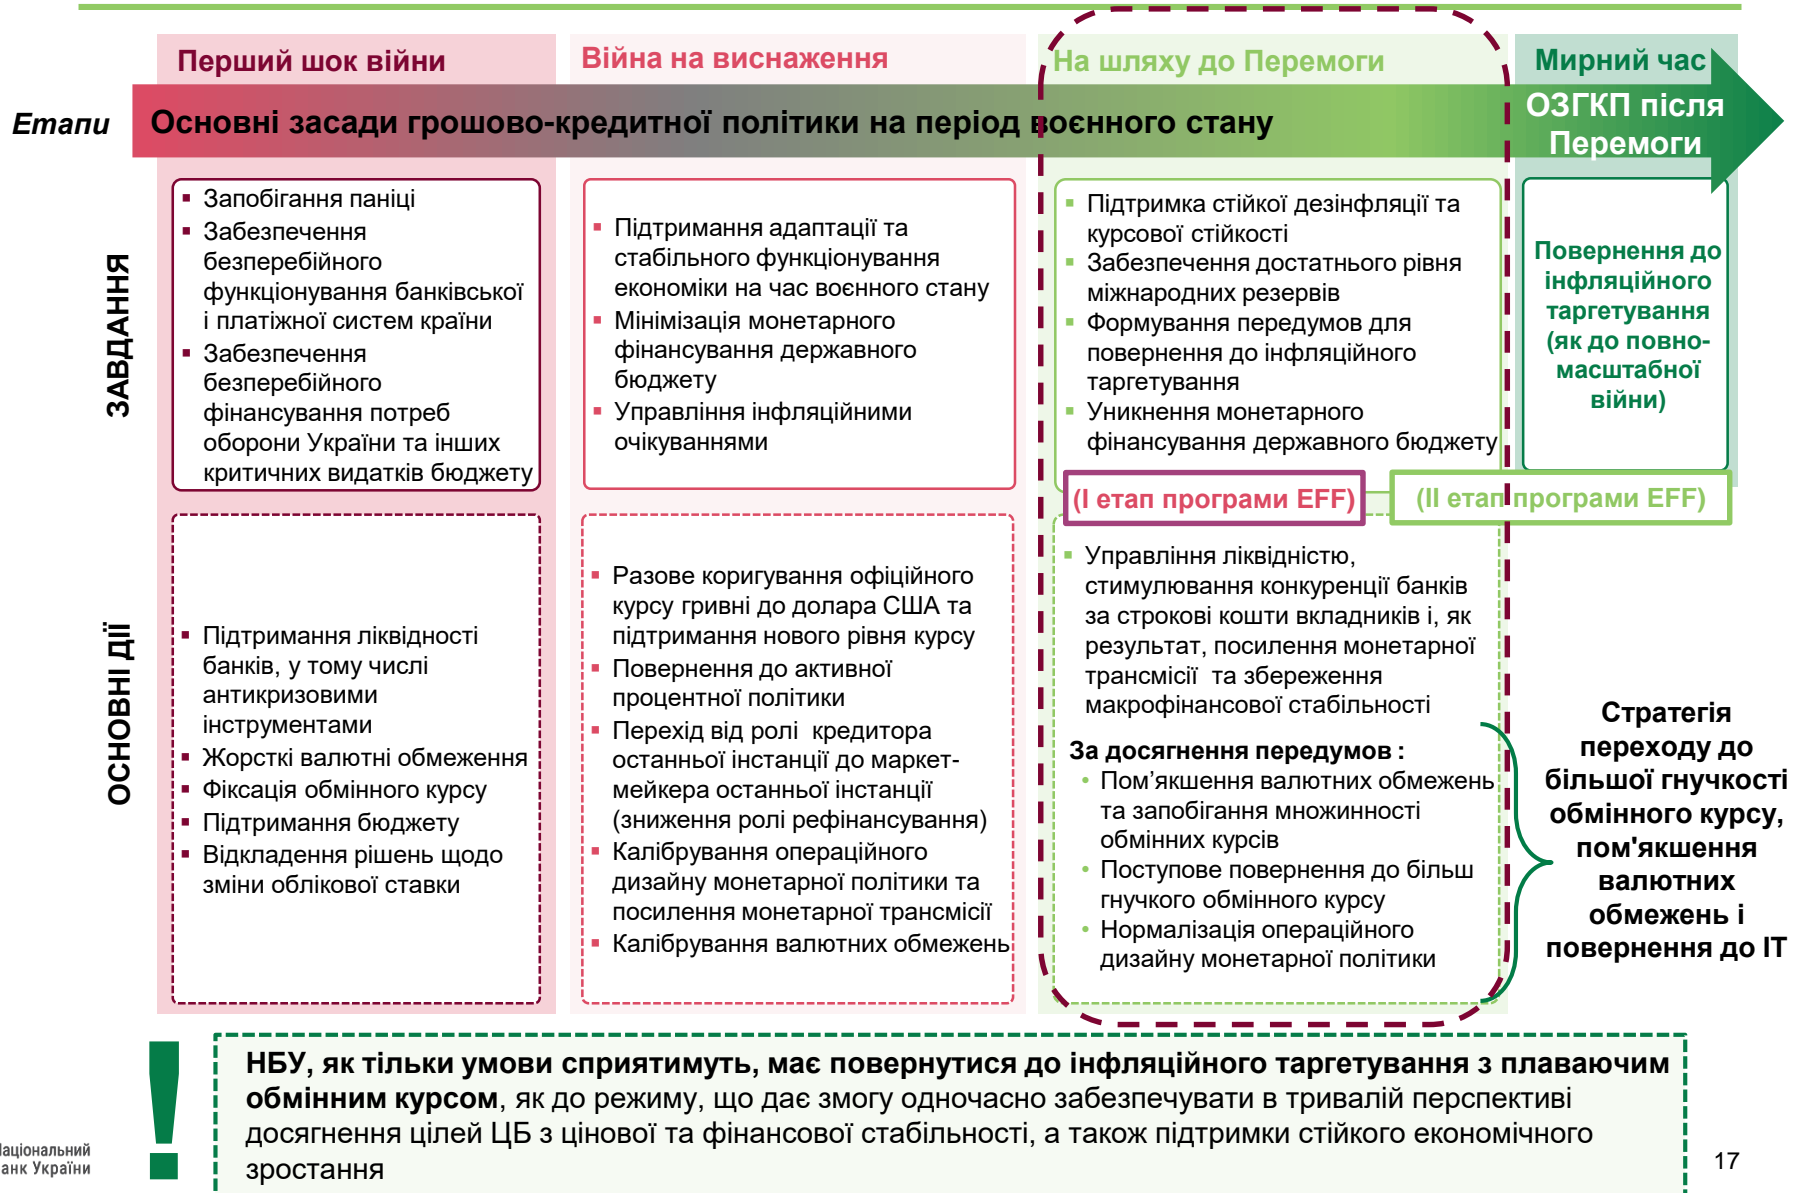 Перший шок війни
Війна на виснаження
На шляху до Перемоги
Мирний час
Етапи
Основні засади грошово-кредитної політики на період воєнного стану
ОЗГКП після
Перемоги
ЗАВДАННЯ
▪ Запобігання паніці
▪ Забезпечення
безперебійного
функціонування банківської
і платіжної систем країни
▪ Забезпечення
безперебійного
фінансування потреб
оборони України та інших
критичних видатків бюджету
▪ Підтримання адаптації та
стабільного функціонування
економіки на час воєнного стану
▪ Мінімізація монетарного
фінансування державного
бюджету
▪ Управління інфляційними
очікуваннями
▪ Підтримка стійкої дезінфляції та
курсової стійкості
▪ Забезпечення достатнього рівня
міжнародних резервів
▪ Формування передумов для
повернення до інфляційного
таргетування
▪ Уникнення монетарного
фінансування державного бюджету
Повернення до
інфляційного
таргетування
(як до повно-
масштабної
війни)
(І етап програми EFF)
(ІІ етап програми EFF)
ОСНОВНІ ДІЇ
▪ Підтримання ліквідності
банків, у тому числі
антикризовими
інструментами
▪ Жорсткі валютні обмеження
▪ Фіксація обмінного курсу
▪ Підтримання бюджету
▪ Відкладення рішень щодо
зміни облікової ставки
▪ Разове коригування офіційного
курсу гривні до долара США та
підтримання нового рівня курсу
▪ Повернення до активної
процентної політики
▪ Перехід від ролі кредитора
останньої інстанції до маркет-
мейкера останньої інстанції
(зниження ролі рефінансування)
▪ Калібрування операційного
дизайну монетарної політики та
посилення монетарної трансмісії
▪ Калібрування валютних обмежень
▪ Управління ліквідністю,
стимулювання конкуренції банків
за строкові кошти вкладників і, як
результат, посилення монетарної
трансмісії та збереження
макрофінансової стабільності
За досягнення передумов :
• Пом’якшення валютних обмежень
та запобігання множинності
обмінних курсів
• Поступове повернення до більш
гнучкого обмінного курсу
• Нормалізація операційного
дизайну монетарної політики
Стратегія
переходу до
більшої гнучкості
обмінного курсу,
пом'якшення
валютних
обмежень і
повернення до ІТ
!
НБУ, як тільки умови сприятимуть, має повернутися до інфляційного таргетування з плаваючим
обмінним курсом, як до режиму, що дає змогу одночасно забезпечувати в тривалій перспективі
досягнення цілей ЦБ з цінової та фінансової стабільності, а також підтримки стійкого економічного
зростання
аціональний
анк України
17